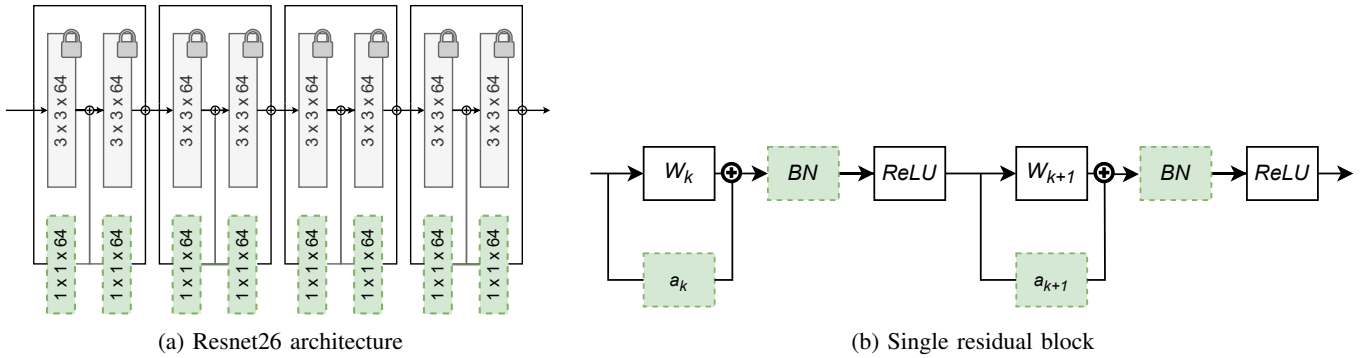 3 x 3 x 64
3 x 3 x 64
3 x 3 x 64
3 x 3 x 64
3 x 3 x 64
3 x 3 x 64
3 x 3 x 64
3 x 3 x 64
1 x 1 x 64
1 x 1 x 64
1 x 1 x 64
1 x 1 x 64
1 x 1 x 64
1 x 1 x 64
1 x 1 x 64
1 x 1 x 64
(a) Resnet26 architecture
W_k
BN
ReLU
W_{k+1}
BN
ReLU
a_k
a_{k+1}
(b) Single residual block